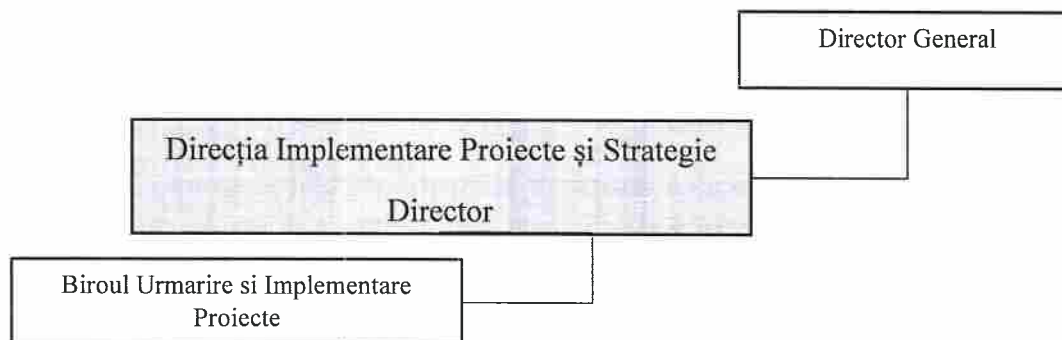 Director General
Direcția Implementare Proiecte și Strategie
Director
Biroul Urmarire si Implementare
Proiecte